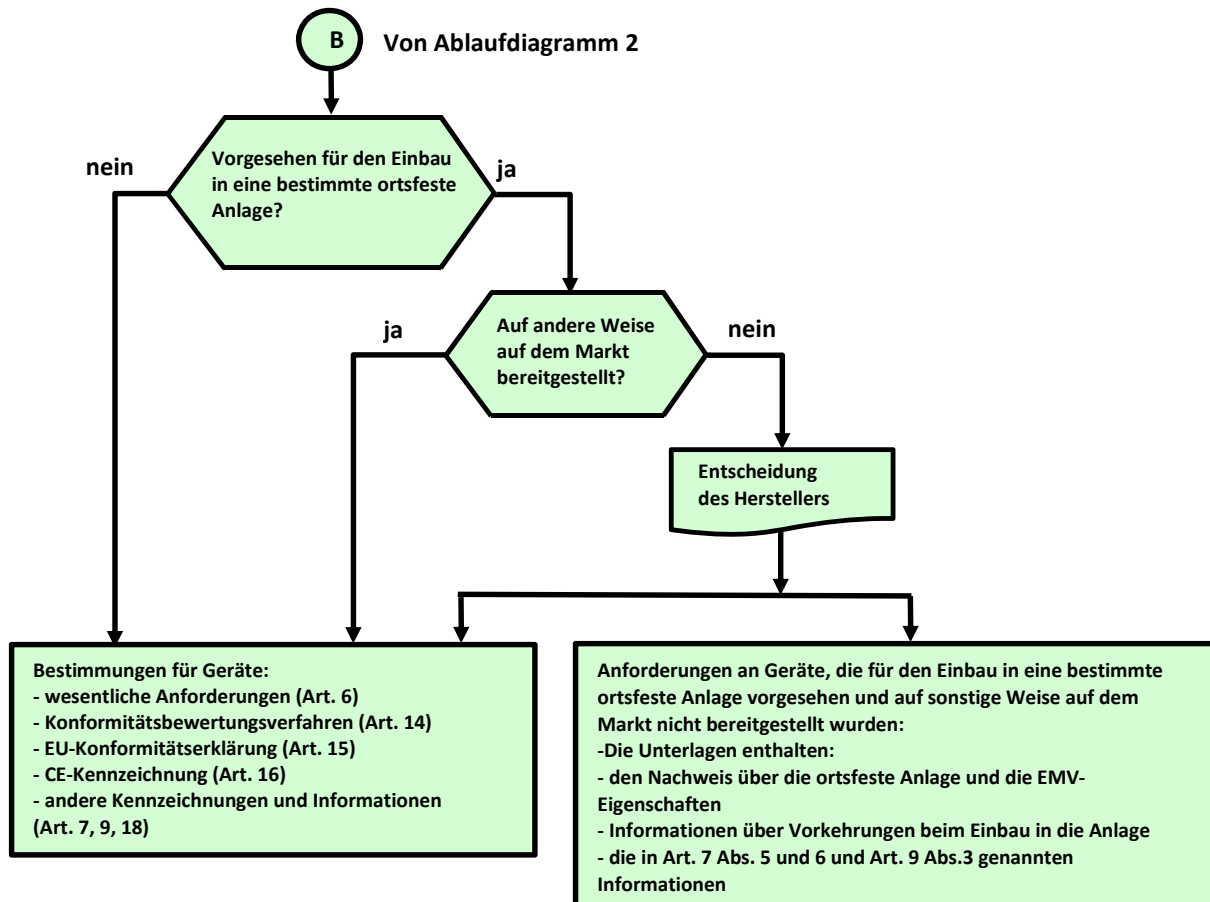 B
Von Ablaufdiagramm 2
nein
Vorgesehen für den Einbau
in eine bestimmte ortsfeste
Anlage?
ja
ja
Auf andere Weise
auf dem Markt
bereitgestellt?
nein
Entscheidung
des Herstellers
Bestimmungen für Geräte:
- wesentliche Anforderungen (Art. 6)
- Konformitätsbewertungsverfahren (Art. 14)
- EU-Konformitätserklärung (Art. 15)
- CE-Kennzeichnung (Art. 16)
- andere Kennzeichnungen und Informationen
(Art. 7, 9, 18)
Anforderungen an Geräte, die für den Einbau in eine bestimmte
ortsfeste Anlage vorgesehen und auf sonstige Weise auf dem
Markt nicht bereitgestellt wurden:
-Die Unterlagen enthalten:
- den Nachweis über die ortsfeste Anlage und die EMV-
Eigenschaften
- Informationen über Vorkehrungen beim Einbau in die Anlage
- die in Art. 7 Abs. 5 und 6 und Art. 9 Abs.3 genannten
Informationen